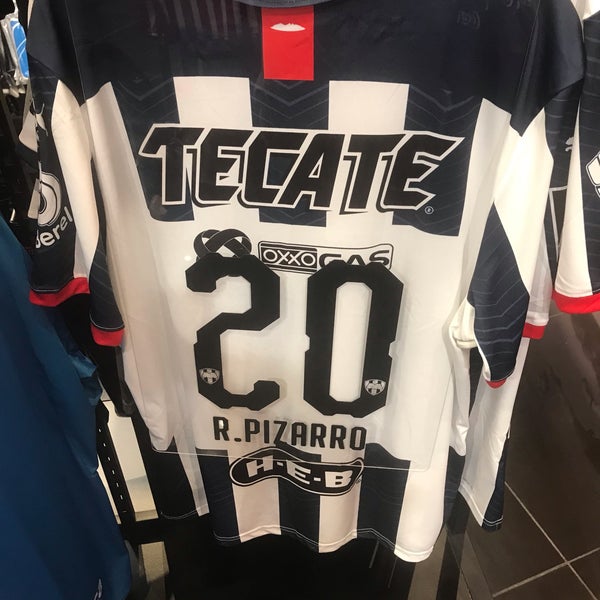 TECATE
OXXO GAS
20
R.PIZARRO
H-E-B